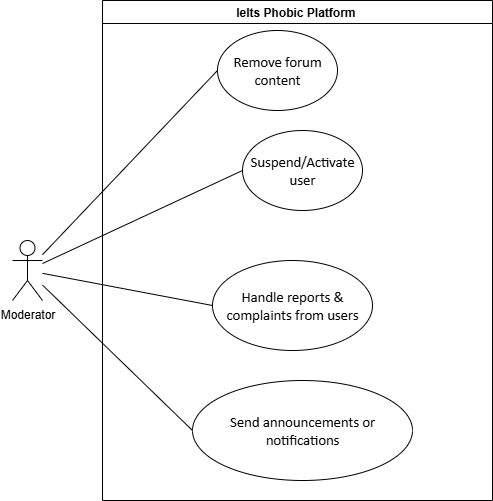 Ielts Phobic Platform
Remove forum
content
Suspend/Activate
user
Moderator
Handle reports &
complaints from users
Send announcements or
notifications